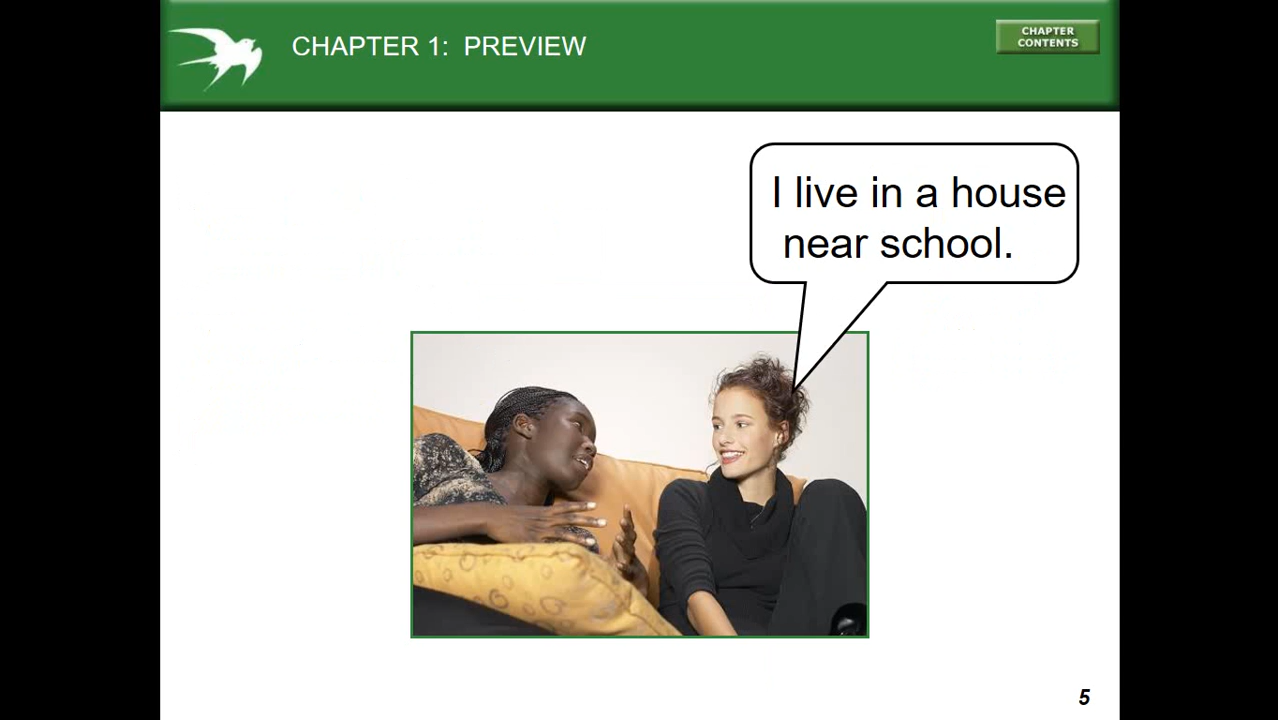 CHAPTER 1: PREVIEW
CHAPTER
CONTENTS
I live in a house
near school.
5